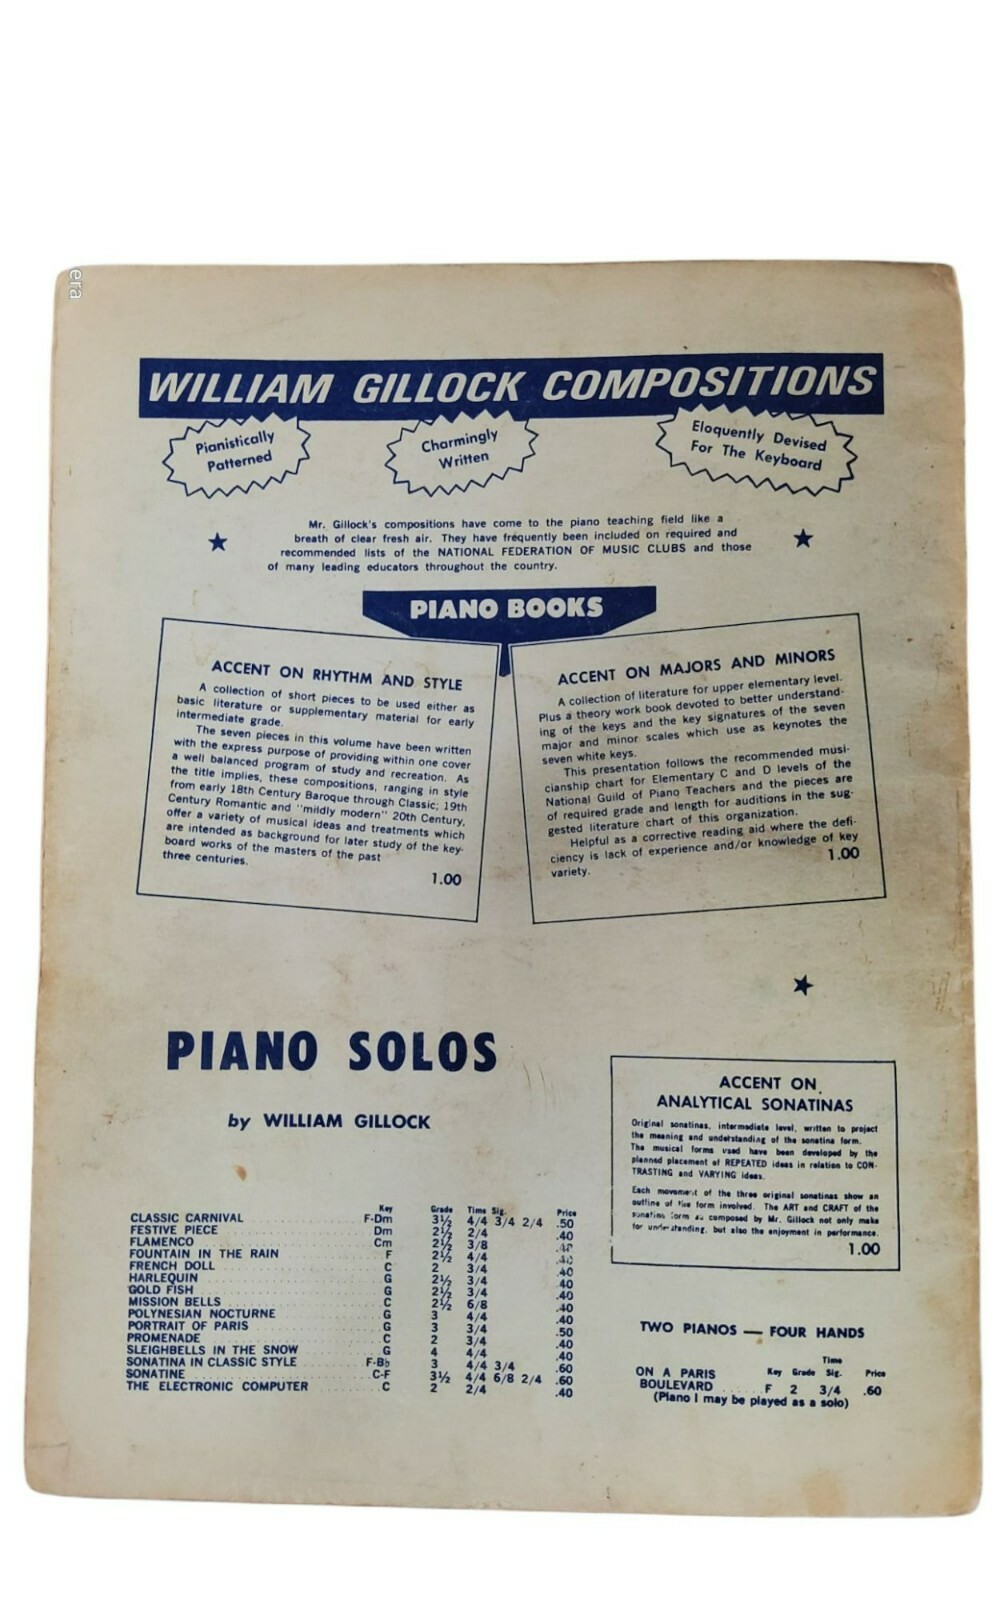 era
WILLIAM GILLOCK COMPOSITIONS
Pianistically
Patterned
Charmingly
Written
Eloquently Devised
For The Keyboard
Mr. Gillock's compositions have come to the piano teaching field like a
breath of clear fresh air. They have frequently been included on required and
recommended lists of the NATIONAL FEDERATION OF MUSIC CLUBS and those
of many leading educators throughout the country.
PIANO BOOKS
ACCENT ON RHYTHM AND STYLE
A collection of short pieces to be used either as
basic literature or supplementary material for early
intermediate grade.
The seven pieces in this volume have been written
with the express purpose of providing within one cover
a well balanced program of study and recreation. As
the title implies, these compositions, ranging in style
from early 18th Century Baroque through Classic; 19th
Century Romantic and "mildly modern" 20th Century,
offer a variety of musical ideas and treatments which
are intended as background for later study of the key-
board works of the masters of the past
three centuries.
1.00
ACCENT ON MAJORS AND MINORS
A collection of literature for upper elementary level.
Plus a theory work book devoted to better understand-
ing of the keys and the key signatures of the seven
major and minor scales which use as keynotes the
seven white keys.
This presentation follows the recommended musi-
cianship chart for Elementary C and D levels of the
National Guild of Piano Teachers and the pieces are
of required grade and length for auditions in the sug-
gested literature chart of this organization.
Helpful as a corrective reading aid where the defi-
ciency is lack of experience and/or knowledge of key
variety.
1.00
PIANO SOLOS
by WILLIAM GILLOCK
Key Grade Time Sig. Price
CLASSIC CARNIVAL F-Dm 3½ 4/4 3/4 2/4 .50
FESTIVE PIECE Dm 2½ 2/4 .40
FLAMENCO Cm 2½ 3/8 .40
FOUNTAIN IN THE RAIN F 2½ 4/4 .40
FRENCH DOLL C 2 3/4 .40
HARLEQUIN G 2½ 3/4 .40
GOLD FISH G 2½ 3/4 .40
MISSION BELLS C 2½ 6/8 .40
POLYNESIAN NOCTURNE G 3 4/4 .40
PORTRAIT OF PARIS G 3 3/4 .50
PROMENADE C 2 3/4 .40
SLEIGHBELLS IN THE SNOW G 4 4/4 .40
SONATINA IN CLASSIC STYLE F-B♭ 3 4/4 3/4 .60
SONATINE C-F 3½ 4/4 6/8 2/4 .60
THE ELECTRONIC COMPUTER C 2 2/4 .40
ACCENT ON
ANALYTICAL SONATINAS
Original sonatinas, intermediate level, written to project
the meaning and understanding of the sonatina form.
The musical forms used have been developed by the
planned placement of REPEATED ideas in relation to CON-
TRASTING and VARYING ideas.
Each movement of the three original sonatinas show an
outline of the form involved. The ART and CRAFT of the
sonatina form as composed by Mr. Gillock not only make
for understanding, but also the enjoyment in performance.
1.00
TWO PIANOS — FOUR HANDS
Time
Key Grade Sig. Price
ON A PARIS
BOULEVARD F 2 3/4 .60
(Piano I may be played as a solo)